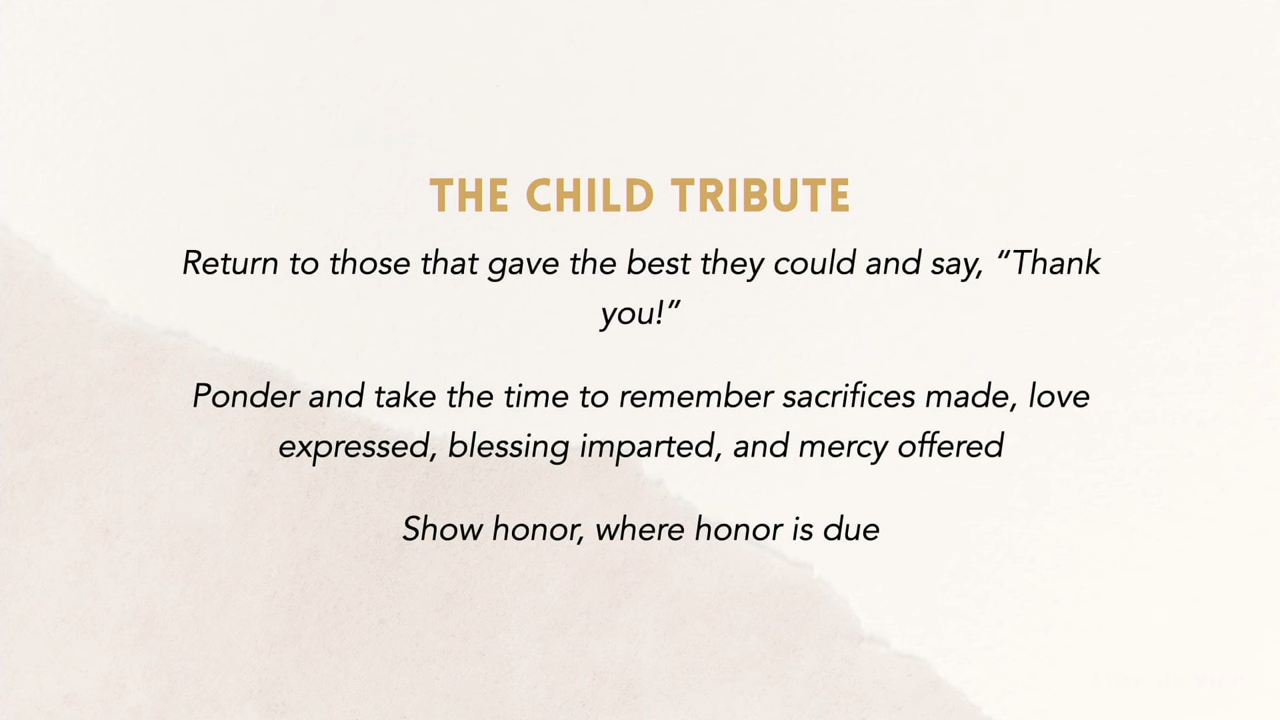 THE CHILD TRIBUTE
Return to those that gave the best they could and say, “Thank
you!”
Ponder and take the time to remember sacrifices made, love
expressed, blessing imparted, and mercy offered
Show honor, where honor is due